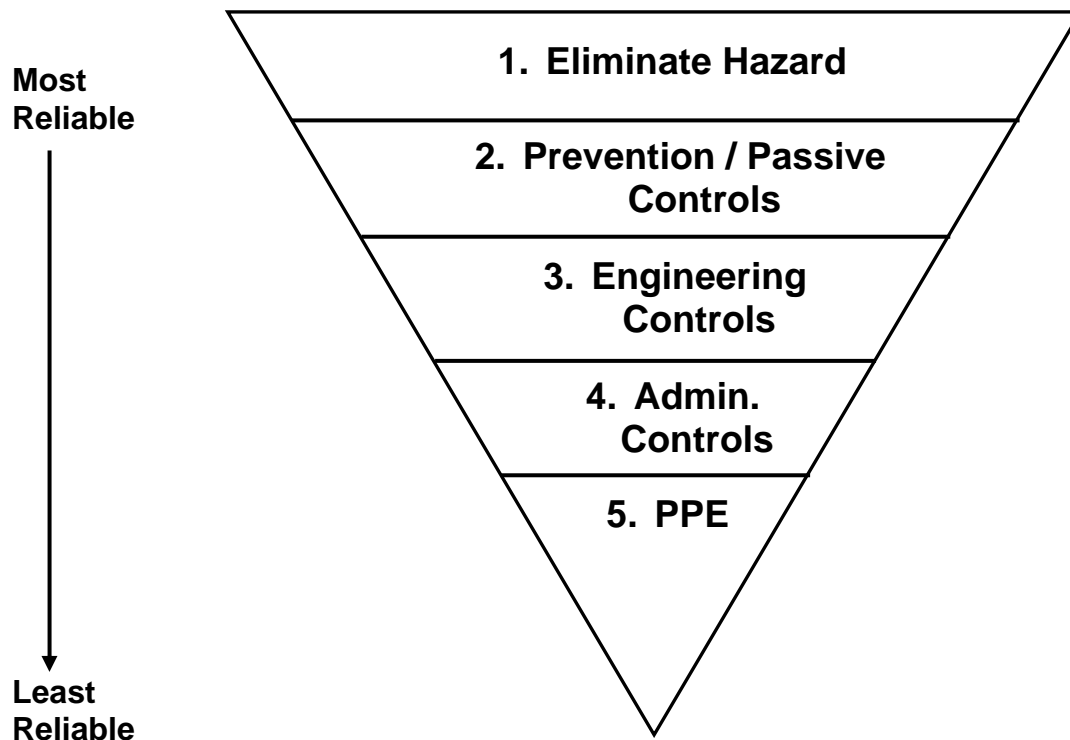 1. Eliminate Hazard
Most
Reliable
2. Prevention / Passive
Controls
3. Engineering
Controls
4. Admin.
Controls
5. PPE
Least
Reliable